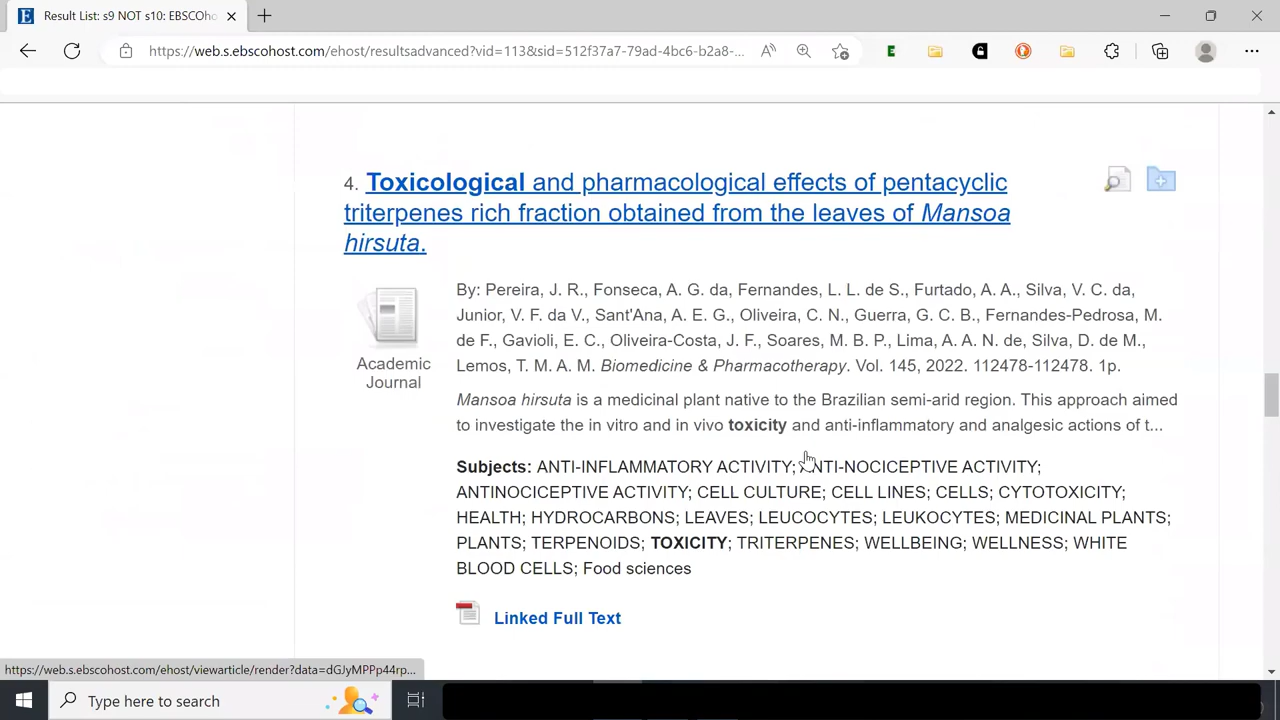 Result List: s9 NOT s10: EBSCOho
https://web.s.ebscohost.com/ehost/resultsadvanced?vid=113&sid=512f37a7-79ad-4bc6-b2a8-...
4. Toxicological and pharmacological effects of pentacyclic
triterpenes rich fraction obtained from the leaves of Mansoa
hirsuta.
By: Pereira, J. R., Fonseca, A. G. da, Fernandes, L. L. de S., Furtado, A. A., Silva, V. C. da,
Junior, V. F. da V., Sant'Ana, A. E. G., Oliveira, C. N., Guerra, G. C. B., Fernandes-Pedrosa, M.
de F., Gavioli, E. C., Oliveira-Costa, J. F., Soares, M. B. P., Lima, A. A. N. de, Silva, D. de M.,
Lemos, T. M. A. M. Biomedicine & Pharmacotherapy. Vol. 145, 2022. 112478-112478. 1p.
Academic
Journal
Mansoa hirsuta is a medicinal plant native to the Brazilian semi-arid region. This approach aimed
to investigate the in vitro and in vivo toxicity and anti-inflammatory and analgesic actions of t...
Subjects: ANTI-INFLAMMATORY ACTIVITY; ANTI-NOCICEPTIVE ACTIVITY;
ANTINOCICEPTIVE ACTIVITY; CELL CULTURE; CELL LINES; CELLS; CYTOTOXICITY;
HEALTH; HYDROCARBONS; LEAVES; LEUCOCYTES; LEUKOCYTES; MEDICINAL PLANTS;
PLANTS; TERPENOIDS; TOXICITY; TRITERPENES; WELLBEING; WELLNESS; WHITE
BLOOD CELLS; Food sciences
Linked Full Text
https://web.s.ebscohost.com/ehost/viewarticle/render?data=dGJyMPPp44rp...
Type here to search